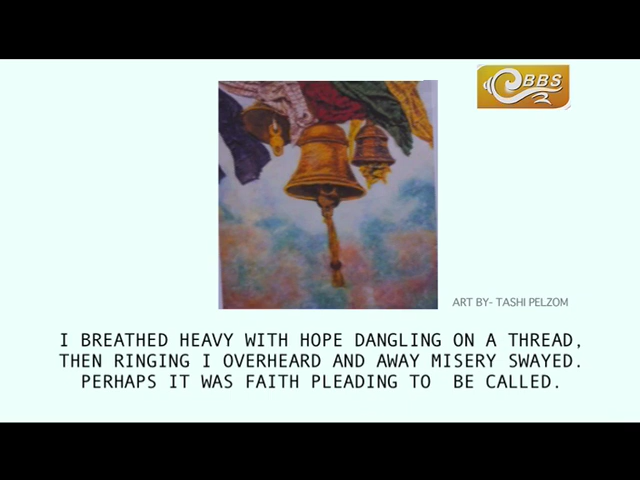 BBS
2
ART BY- TASHI PELZOM
I BREATHED HEAVY WITH HOPE DANGLING ON A THREAD,
THEN RINGING I OVERHEARD AND AWAY MISERY SWAYED.
PERHAPS IT WAS FAITH PLEADING TO  BE CALLED.